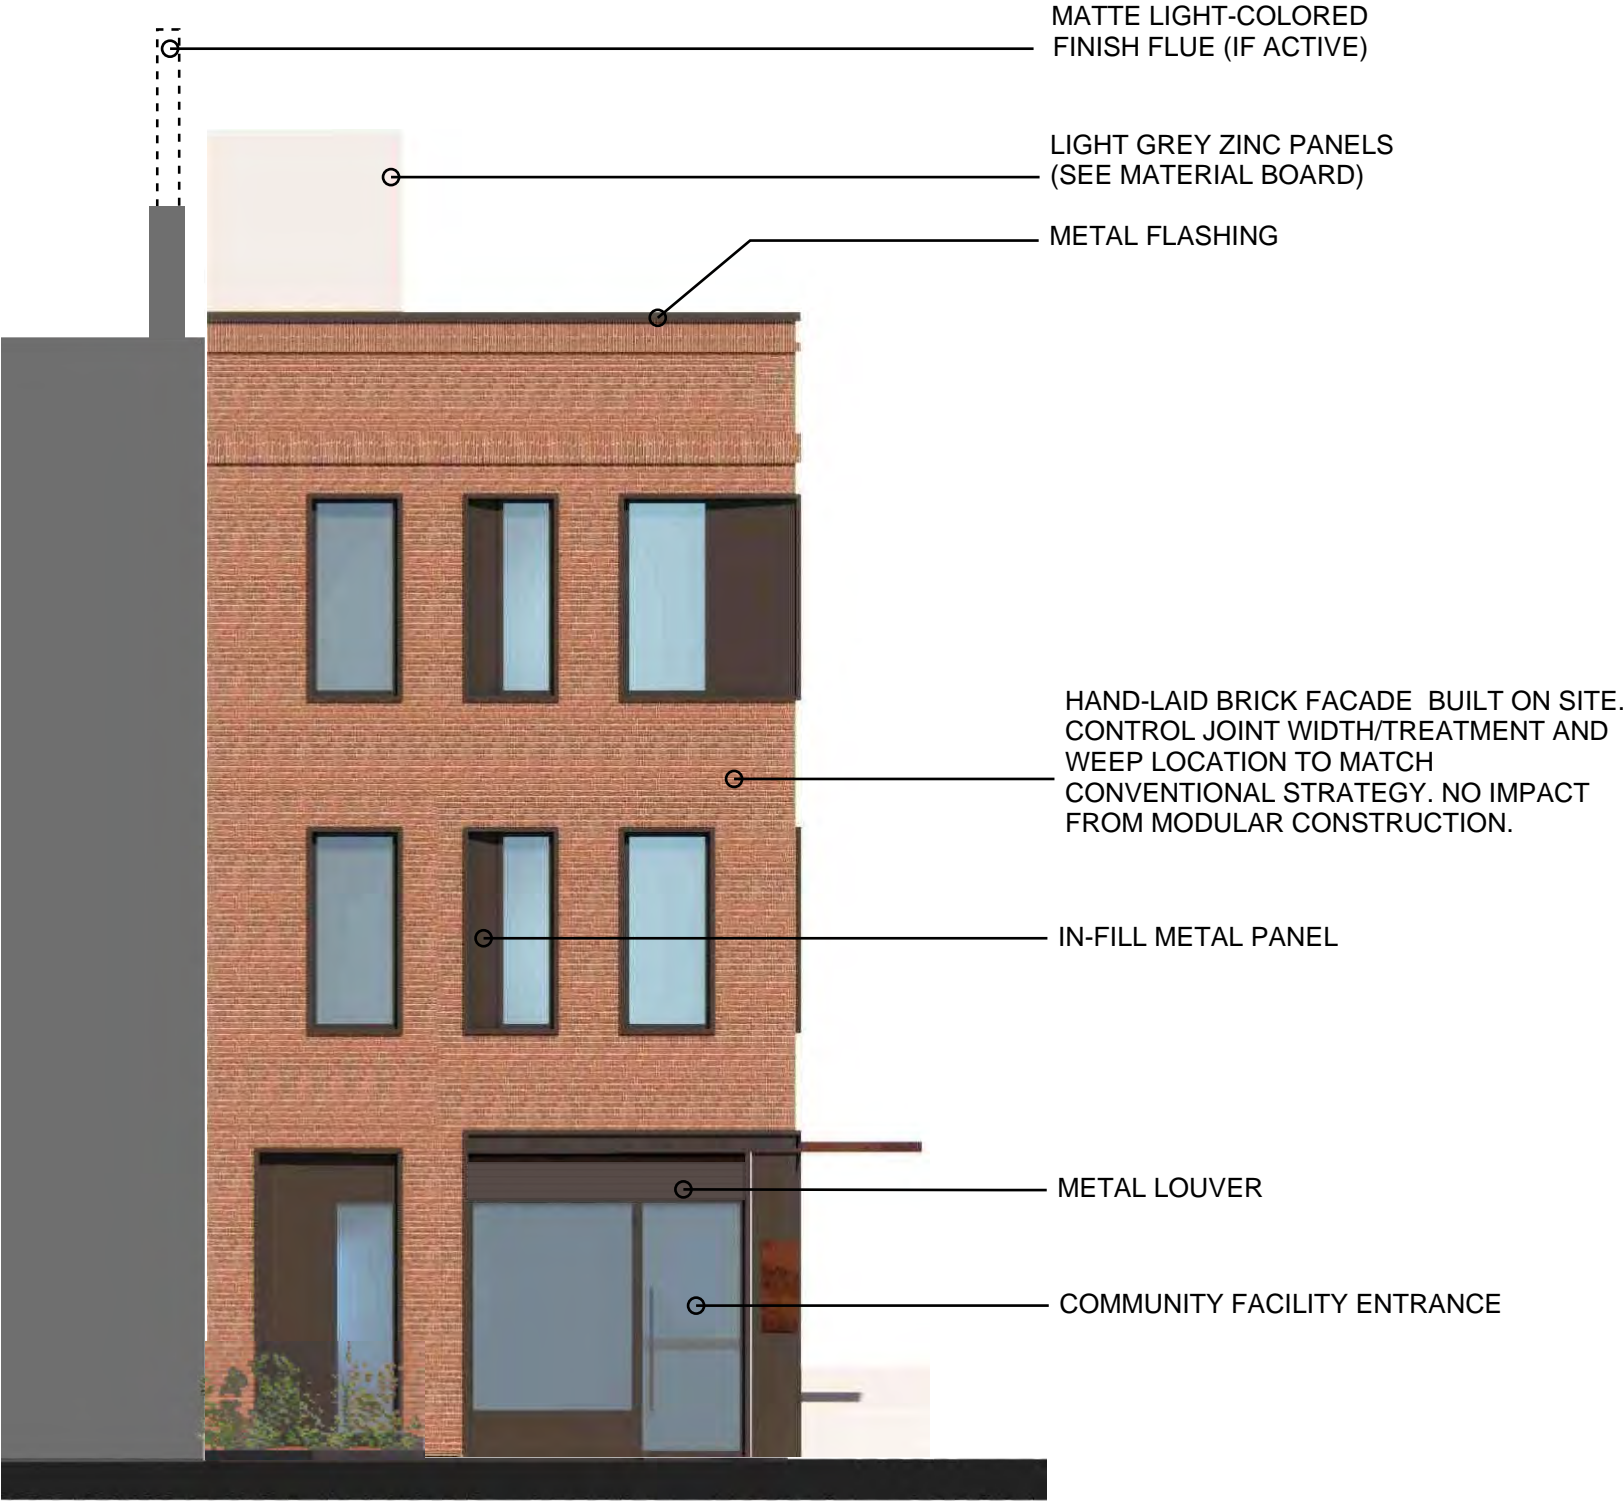 MATTE LIGHT-COLORED
FINISH FLUE (IF ACTIVE)
LIGHT GREY ZINC PANELS
(SEE MATERIAL BOARD)
METAL FLASHING
HAND-LAID BRICK FACADE BUILT ON SITE.
CONTROL JOINT WIDTH/TREATMENT AND
WEEP LOCATION TO MATCH
CONVENTIONAL STRATEGY. NO IMPACT
FROM MODULAR CONSTRUCTION.
IN-FILL METAL PANEL
METAL LOUVER
COMMUNITY FACILITY ENTRANCE